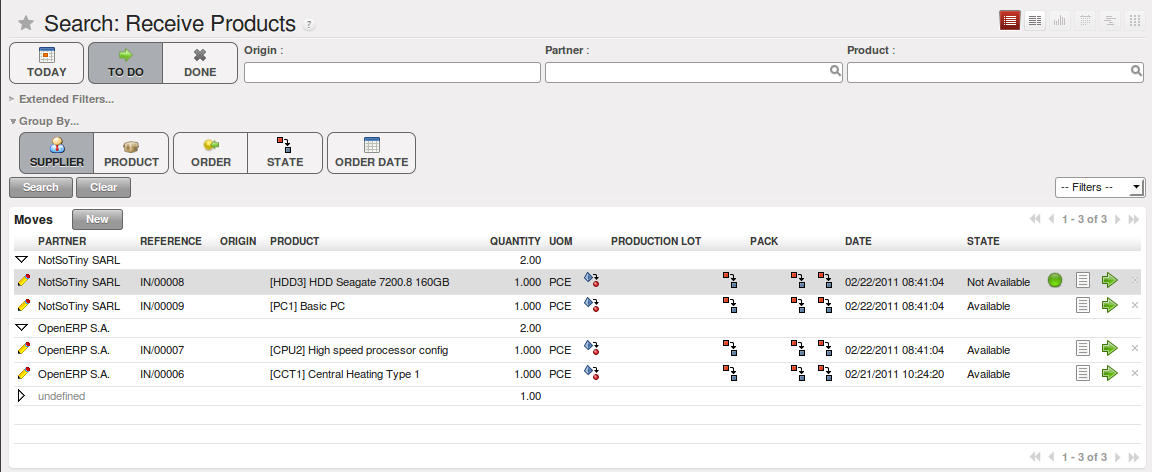 Search: Receive Products ?
TODAY TO DO DONE Origin : Partner : Product :
Extended Filters...
Group By...
SUPPLIER PRODUCT ORDER STATE ORDER DATE
Search Clear -- Filters --
Moves New 1 - 3 of 3
PARTNER REFERENCE ORIGIN PRODUCT QUANTITY UOM PRODUCTION LOT PACK DATE STATE
NotSoTiny SARL 2.00
NotSoTiny SARL IN/00008 [HDD3] HDD Seagate 7200.8 160GB 1.000 PCE 02/22/2011 08:41:04 Not Available
NotSoTiny SARL IN/00009 [PC1] Basic PC 1.000 PCE 02/22/2011 08:41:04 Available
OpenERP S.A. 2.00
OpenERP S.A. IN/00007 [CPU2] High speed processor config 1.000 PCE 02/22/2011 08:41:04 Available
OpenERP S.A. IN/00006 [CCT1] Central Heating Type 1 1.000 PCE 02/21/2011 10:24:20 Available
undefined 1.00
1 - 3 of 3